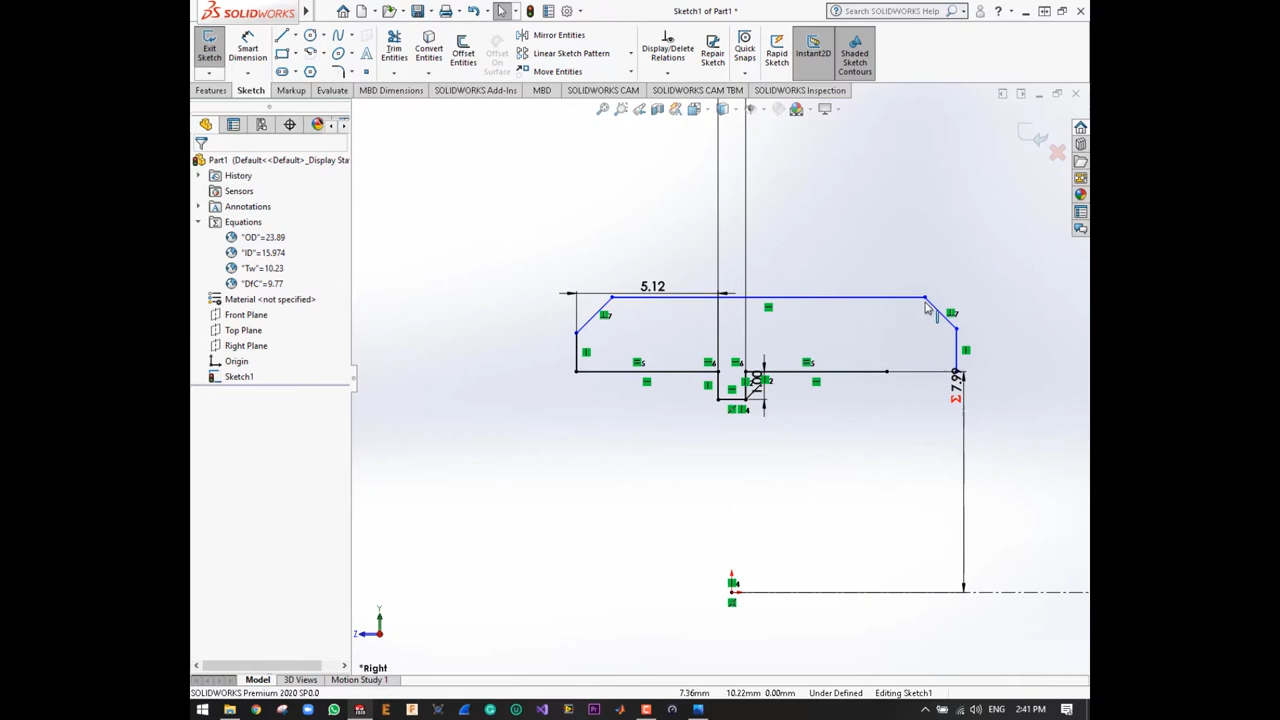 SOLIDWORKS
Sketch1 of Part1 *
Search SOLIDWORKS Help
Exit Sketch
Smart Dimension
Trim Entities
Convert Entities
Offset Entities
Offset On Surface
Mirror Entities
Linear Sketch Pattern
Move Entities
Display/Delete Relations
Repair Sketch
Quick Snaps
Rapid Sketch
Instant2D
Shaded Sketch Contours
Features
Sketch
Markup
Evaluate
MBD Dimensions
SOLIDWORKS Add-Ins
MBD
SOLIDWORKS CAM
SOLIDWORKS CAM TBM
SOLIDWORKS Inspection
Part1 (Default<<Default>_Display Sta
History
Sensors
Annotations
Equations
"OD"=23.89
"ID"=15.974
"Tw"=10.23
"DfC"=9.77
Material <not specified>
Front Plane
Top Plane
Right Plane
Origin
Sketch1
5.12
1.00
Σ 7.99
Y
Z
*Right
Model
3D Views
Motion Study 1
SOLIDWORKS Premium 2020 SP0.0
7.36mm
10.22mm
0.00mm
Under Defined
Editing Sketch1
ENG
2:41 PM